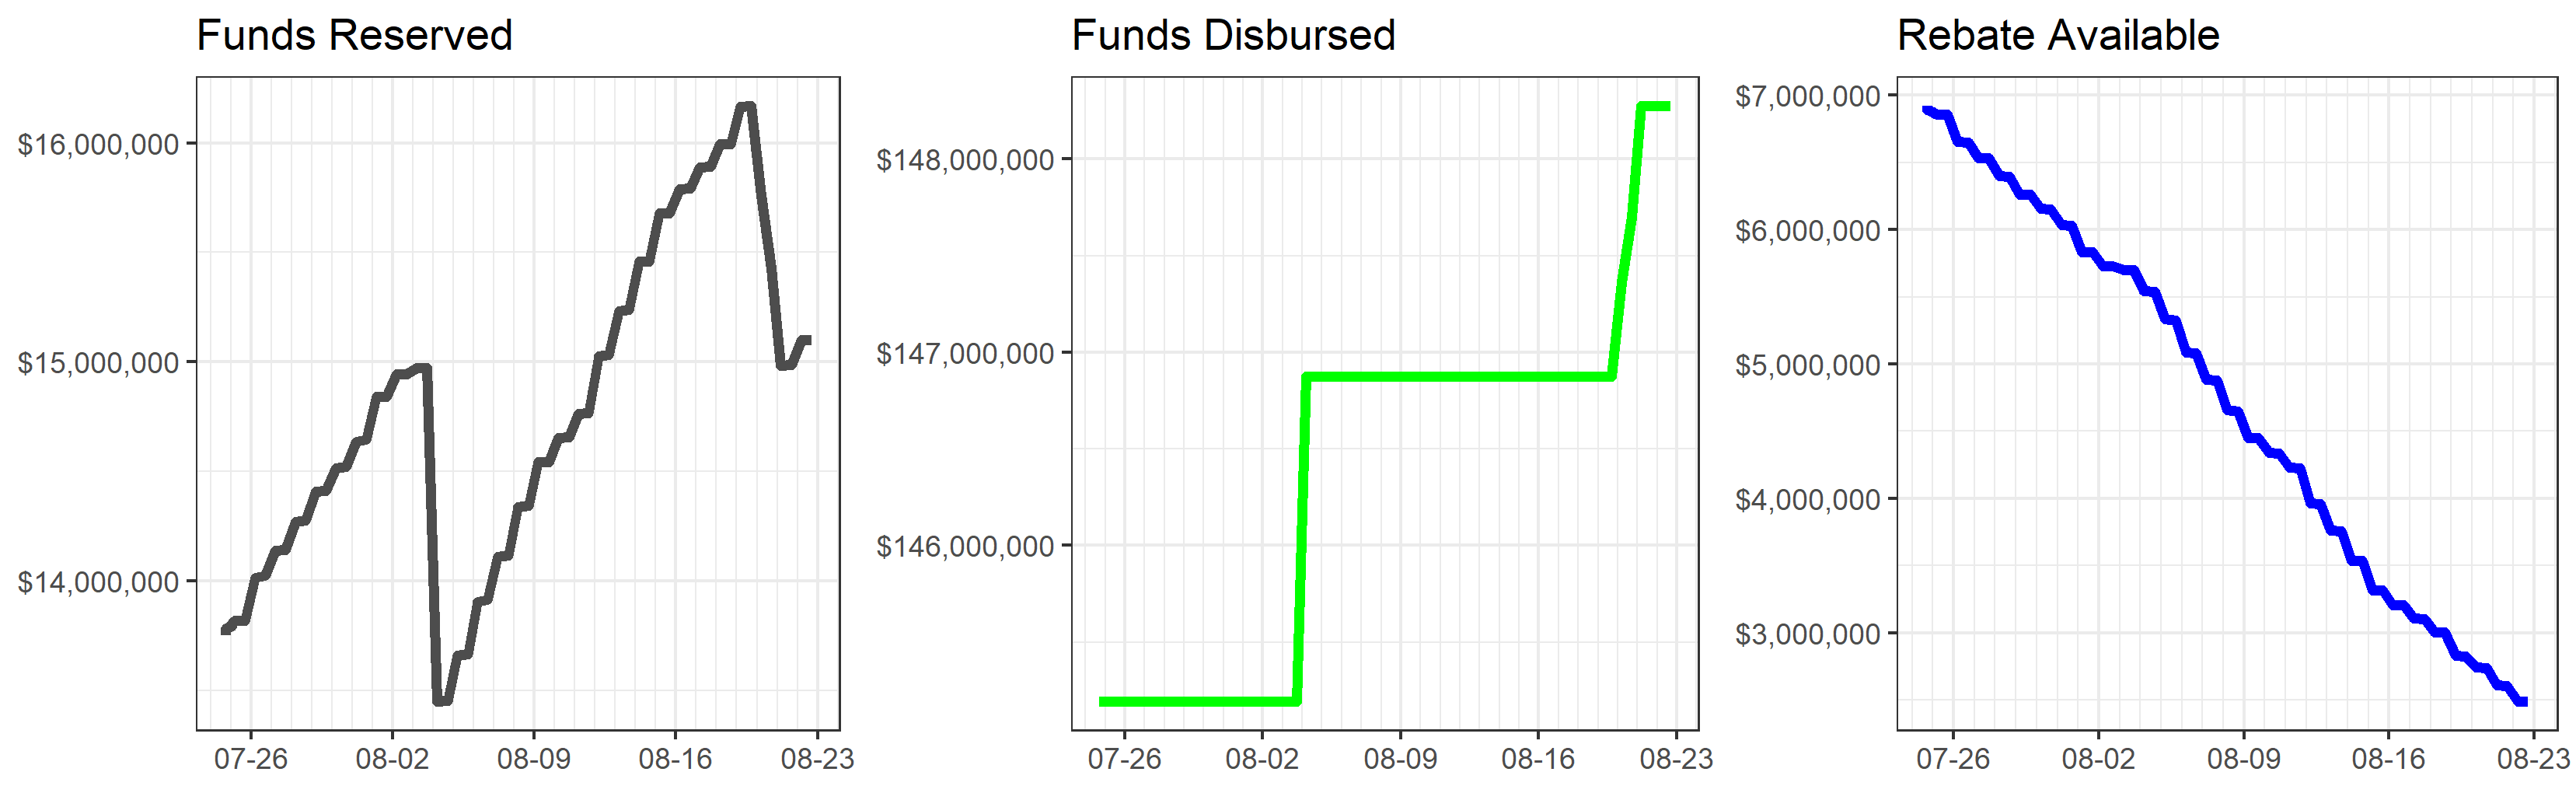 Funds Reserved
$16,000,000
$15,000,000
$14,000,000
07-26 08-02 08-09 08-16 08-23
Funds Disbursed
$148,000,000
$147,000,000
$146,000,000
07-26 08-02 08-09 08-16 08-23
Rebate Available
$7,000,000
$6,000,000
$5,000,000
$4,000,000
$3,000,000
07-26 08-02 08-09 08-16 08-23